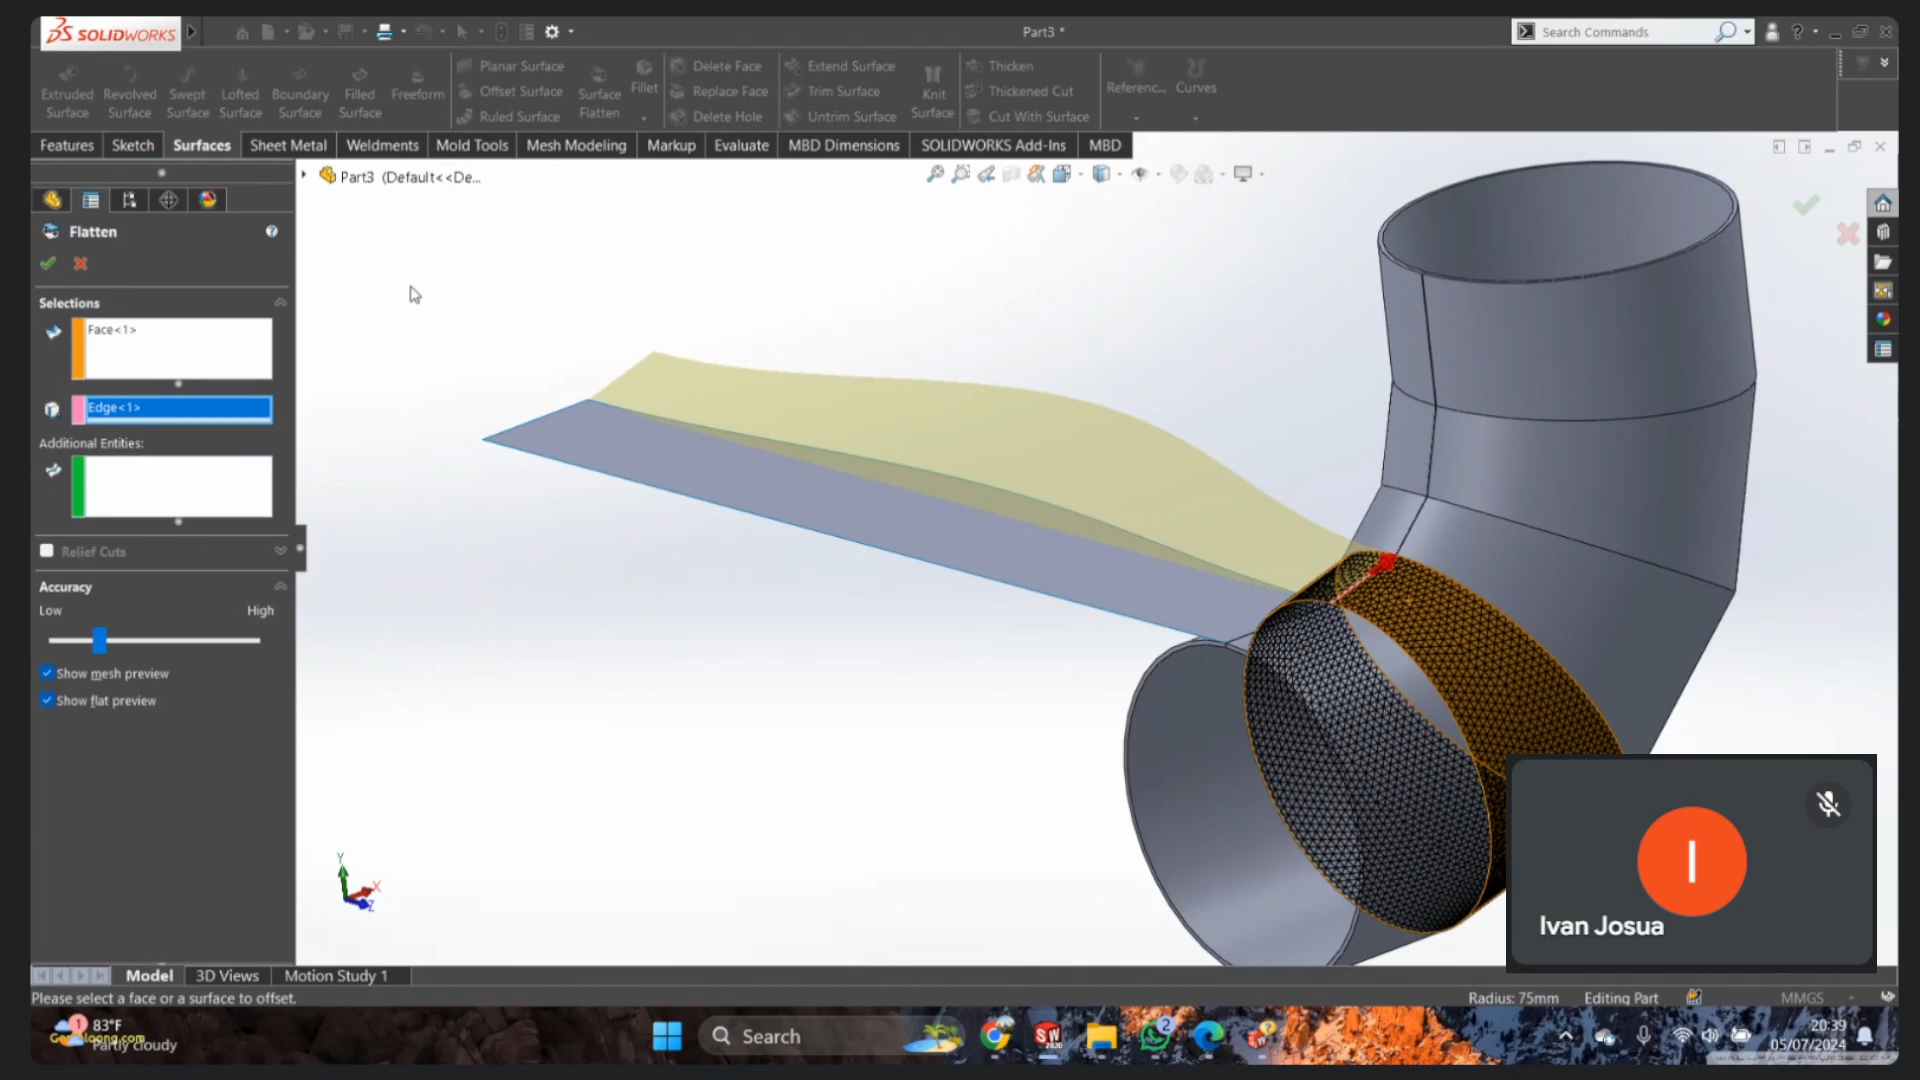 SOLIDWORKS
Part3 *
Search Commands
Extruded Surface
Revolved Surface
Swept Surface
Lofted Surface
Boundary Surface
Filled Surface
Freeform
Planar Surface
Offset Surface
Ruled Surface
Surface Flatten
Fillet
Delete Face
Replace Face
Delete Hole
Extend Surface
Trim Surface
Untrim Surface
Knit Surface
Thicken
Thickened Cut
Cut With Surface
Referenc...
Curves
Features
Sketch
Surfaces
Sheet Metal
Weldments
Mold Tools
Mesh Modeling
Markup
Evaluate
MBD Dimensions
SOLIDWORKS Add-Ins
MBD
Part3 (Default<<De...
Flatten
Selections
Face<1>
Edge<1>
Additional Entities:
Relief Cuts
Accuracy
Low
High
Show mesh preview
Show flat preview
Y
X
Z
I
Ivan Josua
Model
3D Views
Motion Study 1
Please select a face or a surface to offset.
Radius: 75mm
Editing Part
MMGS
1
83°F
Partly cloudy
Search
SW
2020
2
20:39
05/07/2024